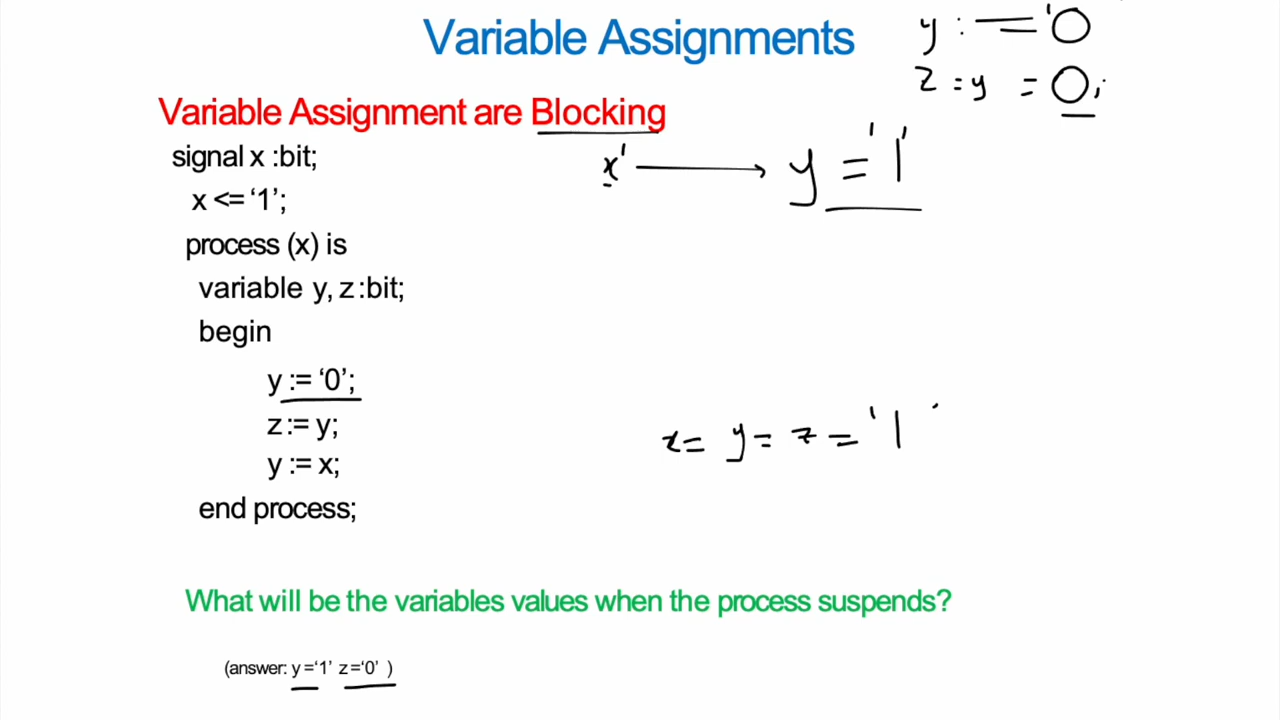 Variable Assignments
y := '0
z = y = 0;
Variable Assignment are Blocking
signal x :bit;
x' → y = '1'
x <= ‘1’;
process (x) is
variable y, z :bit;
begin
y := ‘0’;
z := y;
x = y = z = '1'
y := x;
end process;
What will be the variables values when the process suspends?
(answer: y =‘1’ z =‘0’ )